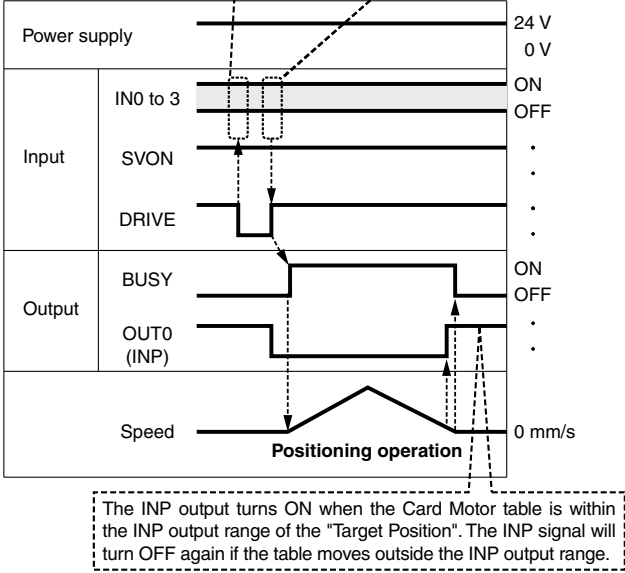 Power supply
24 V
0 V
Input
IN0 to 3
ON
OFF
SVON
DRIVE
Output
BUSY
ON
OFF
OUT0
(INP)
Speed
0 mm/s
Positioning operation
The INP output turns ON when the Card Motor table is within
the INP output range of the "Target Position". The INP signal will
turn OFF again if the table moves outside the INP output range.